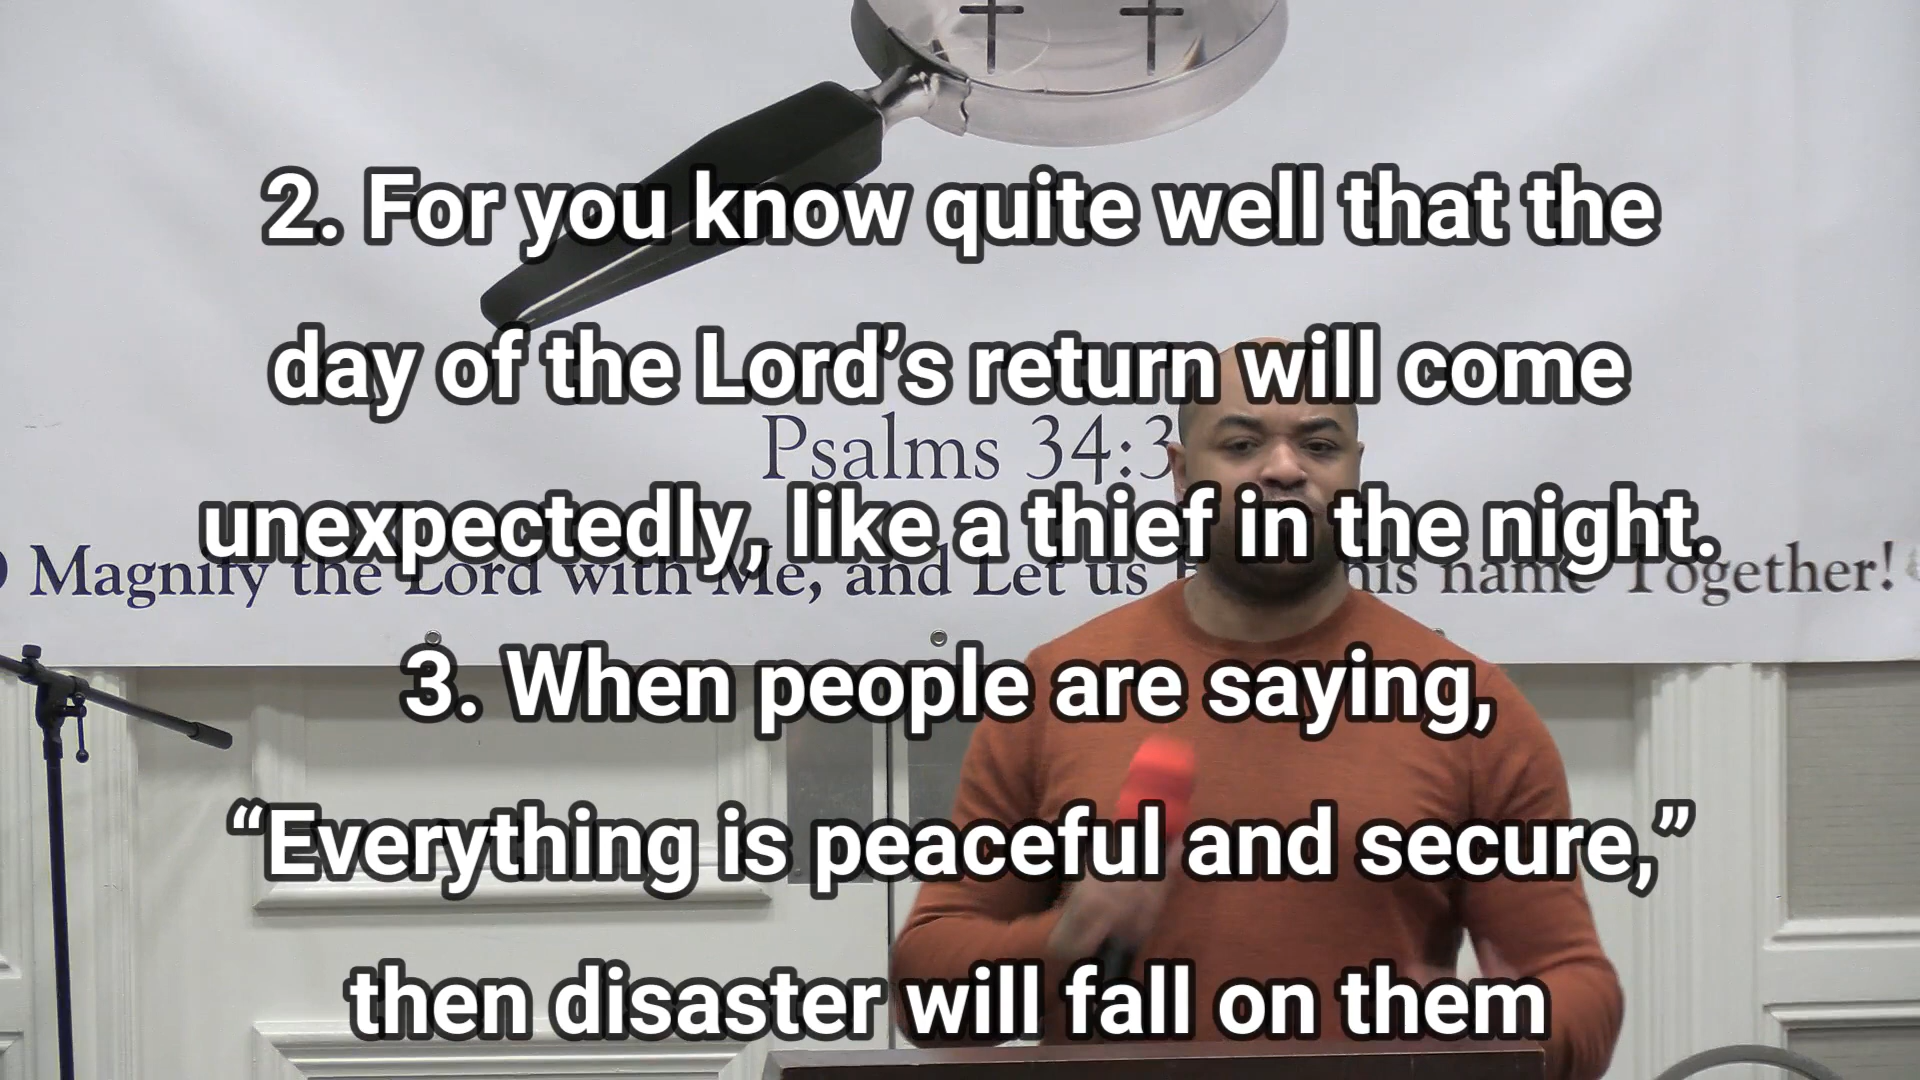 2. For you know quite well that the
day of the Lord’s return will come
Psalms 34:3
unexpectedly, like a thief in the night.
Magnify the Lord with Me, and Let us his name Together!
3. When people are saying,
“Everything is peaceful and secure,”
then disaster will fall on them